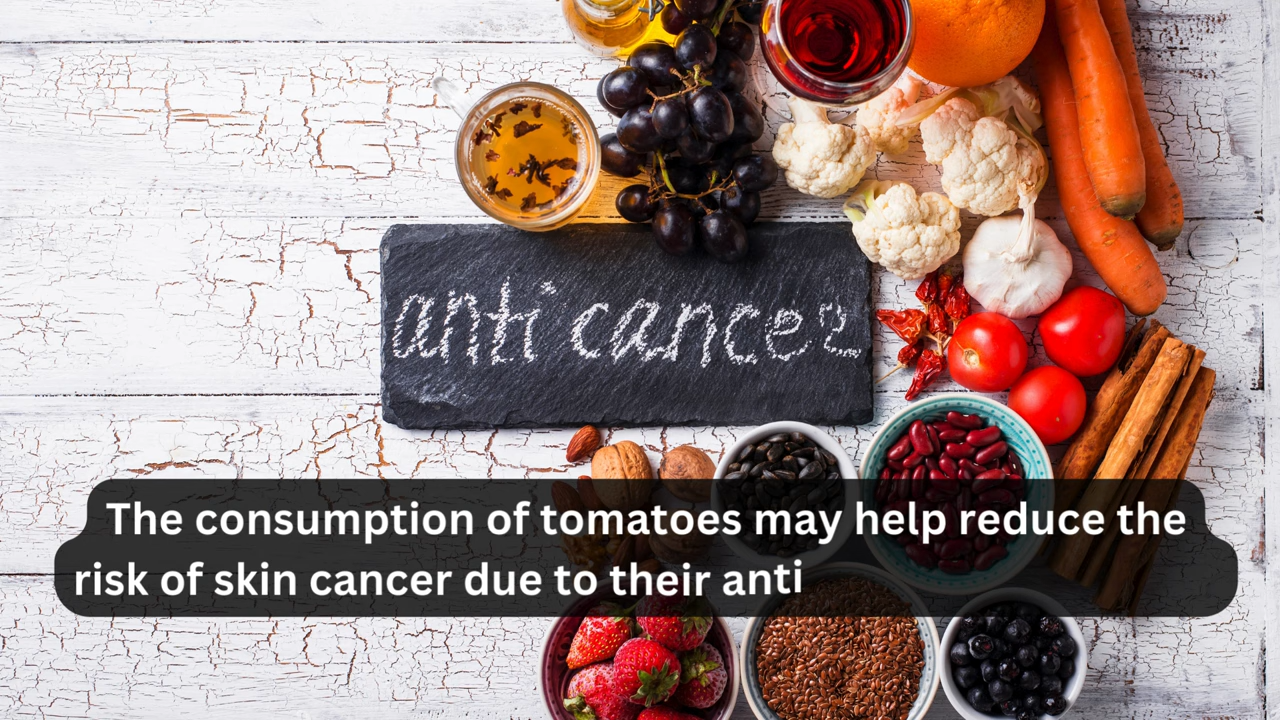 anti cancer
The consumption of tomatoes may help reduce the
risk of skin cancer due to their anti